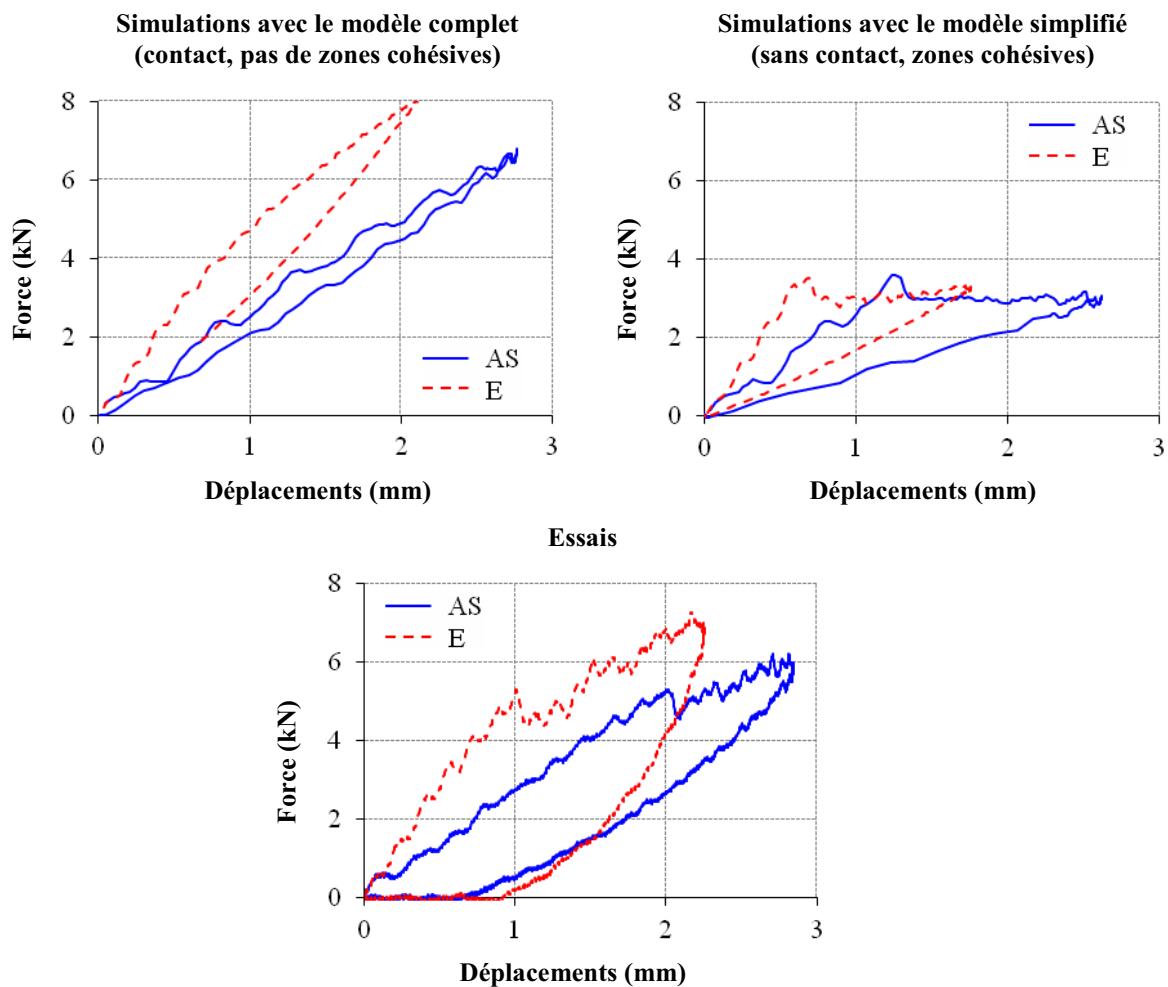 Simulations avec le modèle complet
(contact, pas de zones cohésives)
8
6
4
2
0
Force (kN)
AS
E
0 1 2 3
Déplacements (mm)
Simulations avec le modèle simplifié
(sans contact, zones cohésives)
8
6
4
2
0
Force (kN)
AS
E
0 1 2 3
Déplacements (mm)
Essais
8
6
4
2
0
Force (kN)
AS
E
0 1 2 3
Déplacements (mm)